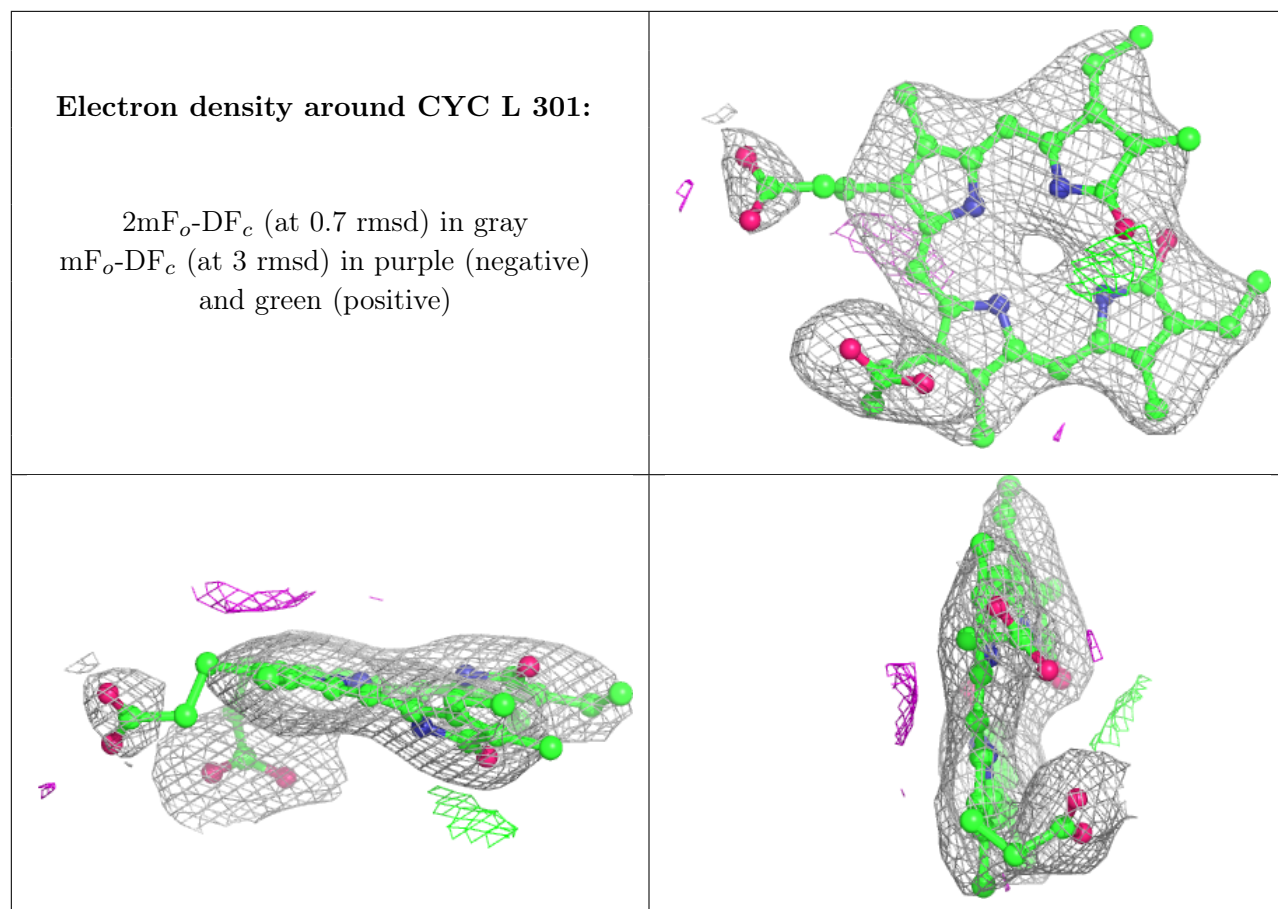 Electron density around CYC L 301:
2mFo-DFc (at 0.7 rmsd) in gray
mFo-DFc (at 3 rmsd) in purple (negative)
and green (positive)